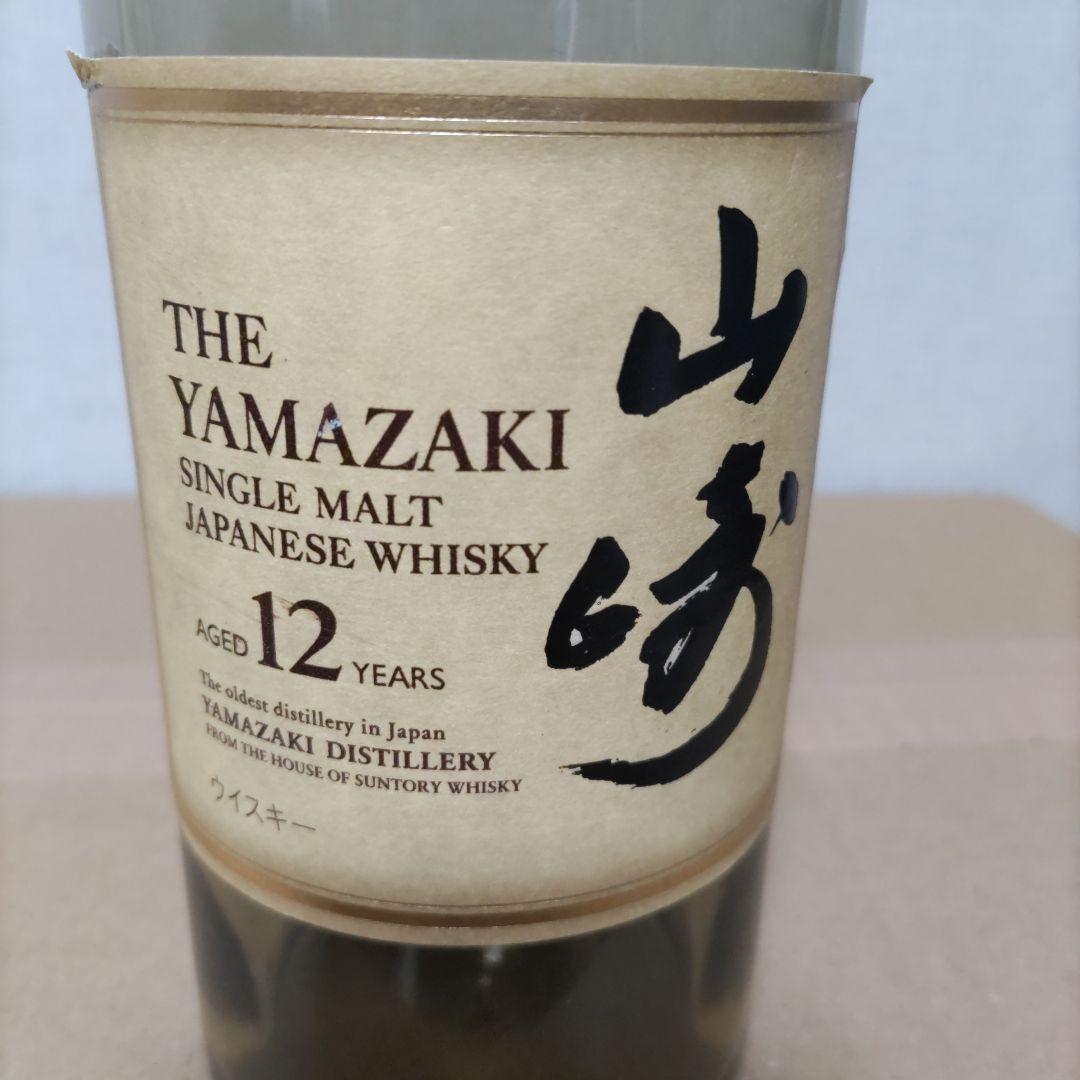 THE
YAMAZAKI
SINGLE MALT
JAPANESE WHISKY
AGED 12 YEARS
The oldest distillery in Japan
YAMAZAKI DISTILLERY
FROM THE HOUSE OF SUNTORY WHISKY
ウイスキー
山崎